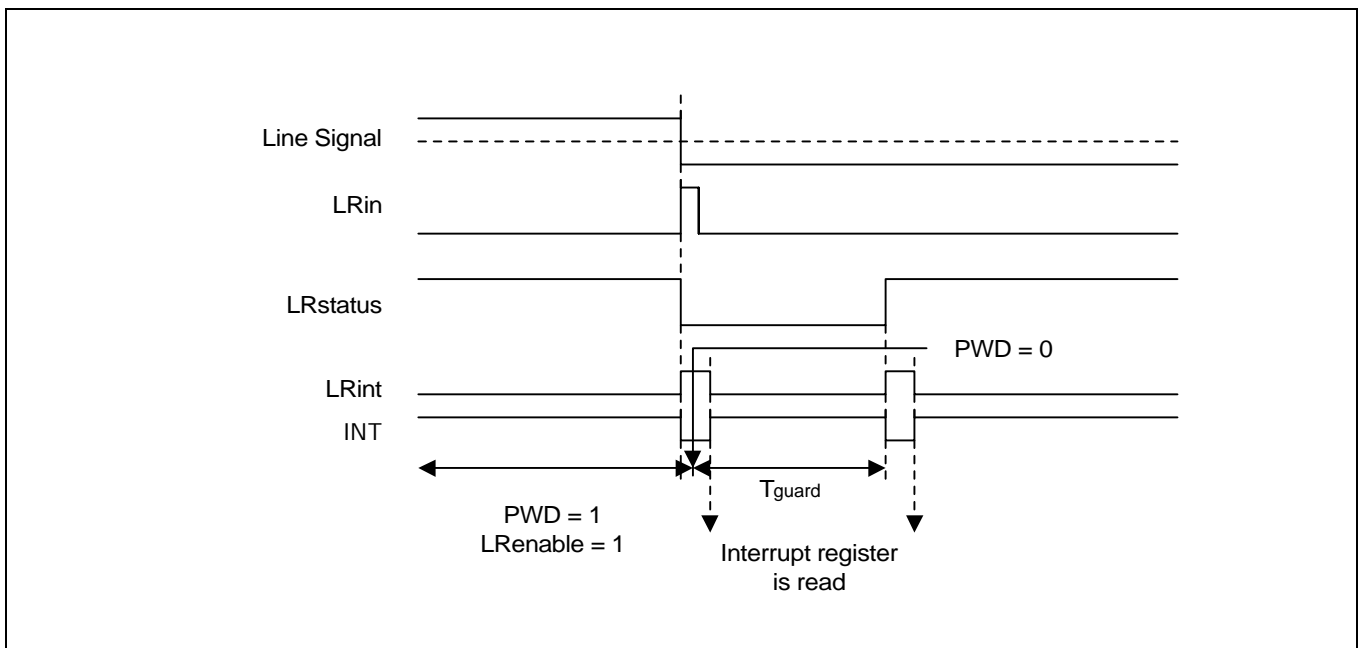 Line Signal
LRin
LRstatus
PWD = 0
LRint
INT
Tguard
PWD = 1
LRenable = 1
Interrupt register
is read